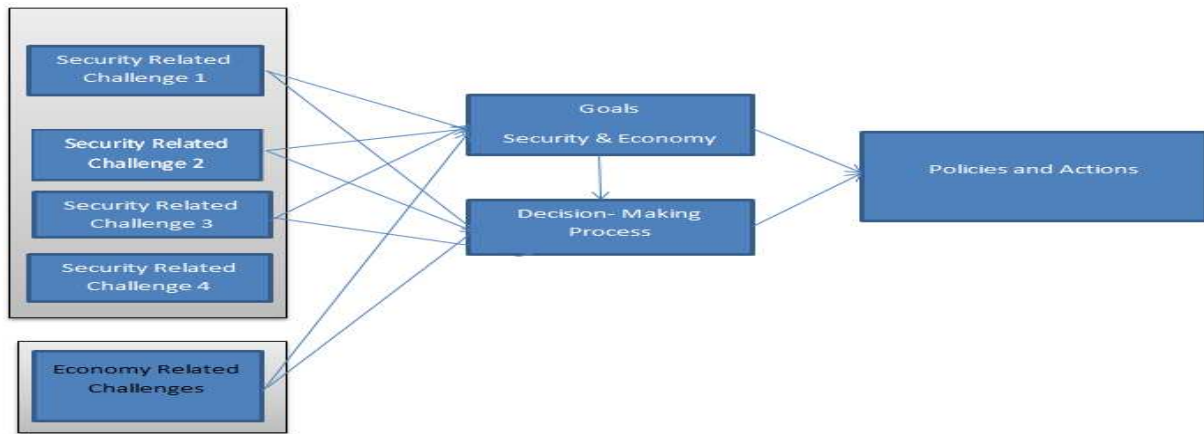 Security Related
Challenge 1
Security Related
Challenge 2
Security Related
Challenge 3
Security Related
Challenge 4
Economy Related
Challenges
Goals
Security & Economy
Decision- Making
Process
Policies and Actions